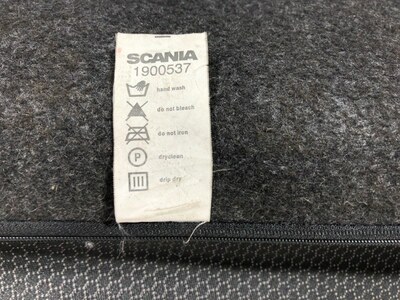 SCANIA
1900537
hand wash
do not bleach
do not iron
P
dryclean
drip dry